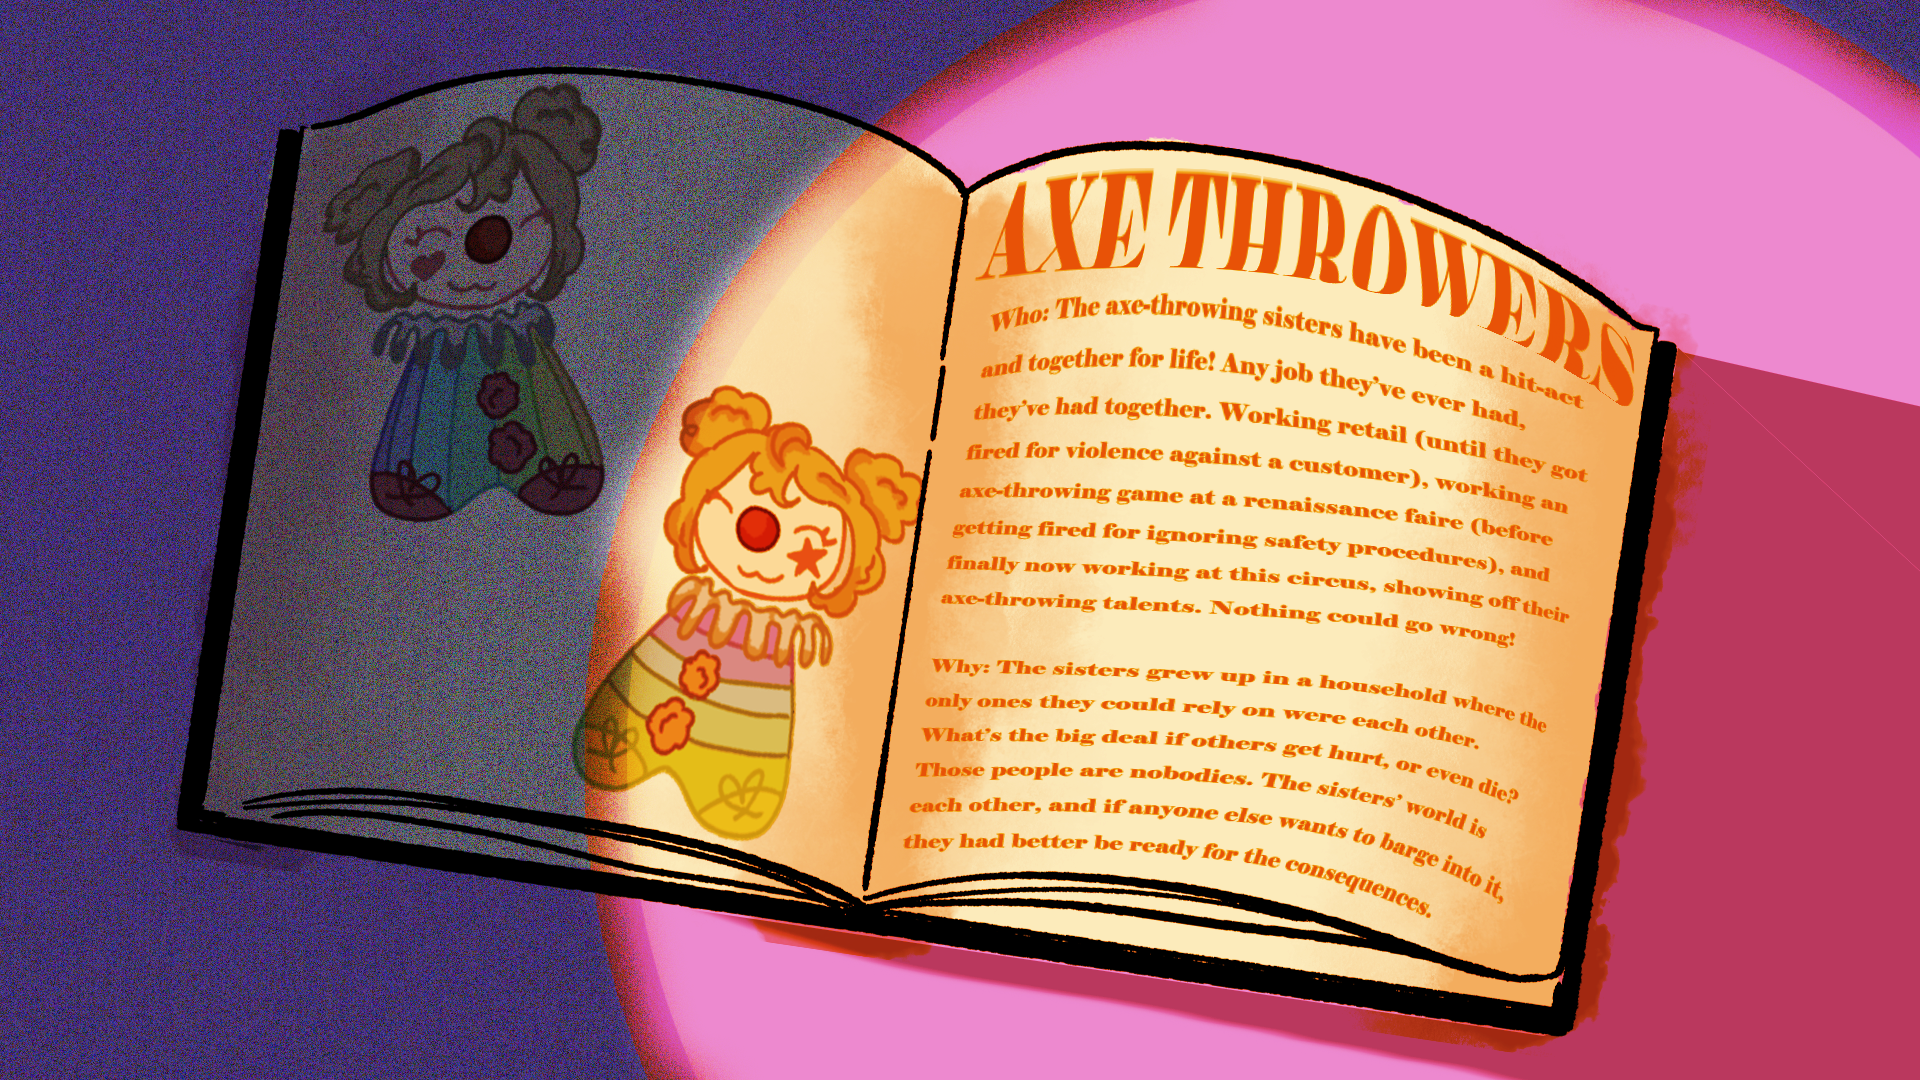 AXE THROWERS
Who: The axe-throwing sisters have been a hit-act
and together for life! Any job they’ve ever had,
they’ve had together. Working retail (until they got
fired for violence against a customer), working an
axe-throwing game at a renaissance faire (before
getting fired for ignoring safety procedures), and
finally now working at this circus, showing off their
axe-throwing talents. Nothing could go wrong!
Why: The sisters grew up in a household where the
only ones they could rely on were each other.
What’s the big deal if others get hurt, or even die?
Those people are nobodies. The sisters’ world is
each other, and if anyone else wants to barge into it,
they had better be ready for the consequences.